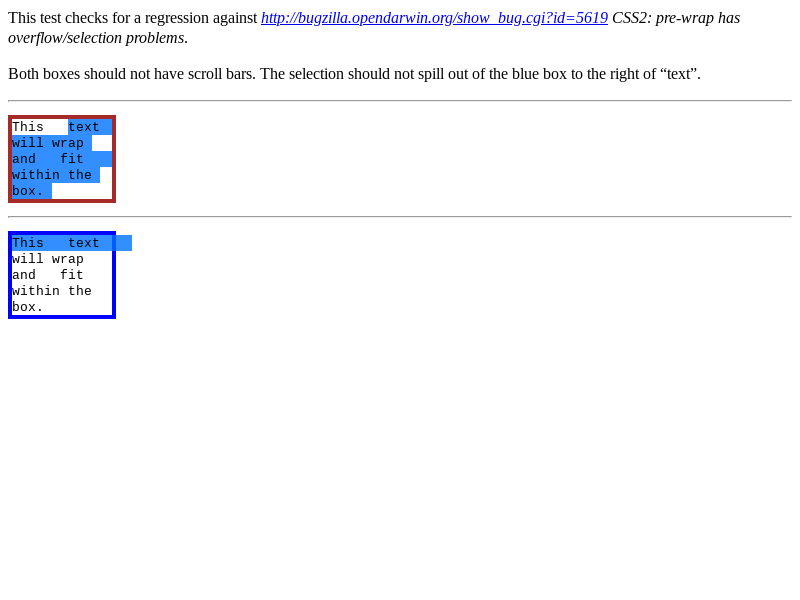 This test checks for a regression against http://bugzilla.opendarwin.org/show_bug.cgi?id=5619 CSS2: pre-wrap has
overflow/selection problems.
Both boxes should not have scroll bars. The selection should not spill out of the blue box to the right of “text”.
This   text
will wrap
and   fit
within the
box.
This   text
will wrap
and   fit
within the
box.